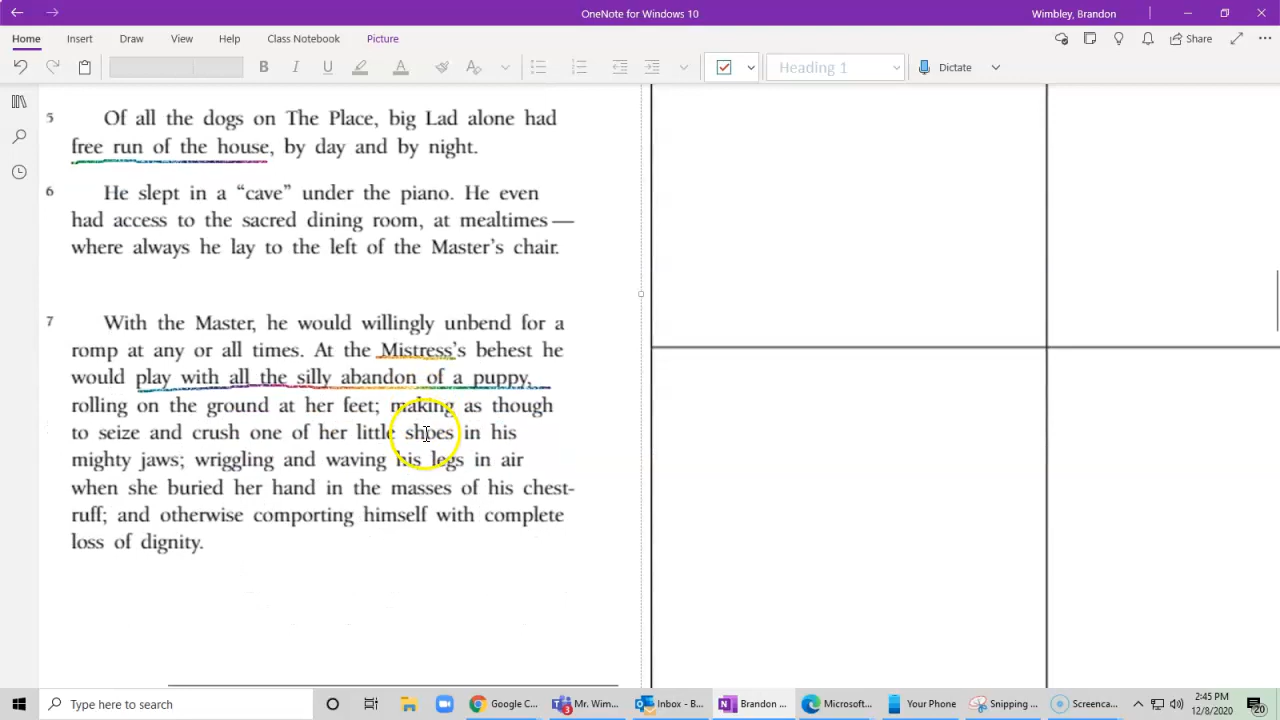 OneNote for Windows 10
Wimbley, Brandon
Home Insert Draw View Help Class Notebook Picture
Share
B I U A Heading 1 Dictate
5 Of all the dogs on The Place, big Lad alone had
free run of the house, by day and by night.
6 He slept in a “cave” under the piano. He even
had access to the sacred dining room, at mealtimes—
where always he lay to the left of the Master’s chair.
7 With the Master, he would willingly unbend for a
romp at any or all times. At the Mistress’s behest he
would play with all the silly abandon of a puppy,
rolling on the ground at her feet; making as though
to seize and crush one of her little shoes in his
mighty jaws; wriggling and waving his legs in air
when she buried her hand in the masses of his chest-
ruff; and otherwise comporting himself with complete
loss of dignity.
Type here to search
Google C...
Mr. Wim...
3
Inbox - B...
Brandon ...
Microsoft...
Your Phone
Snipping ...
Screenca...
2:45 PM
12/8/2020
20